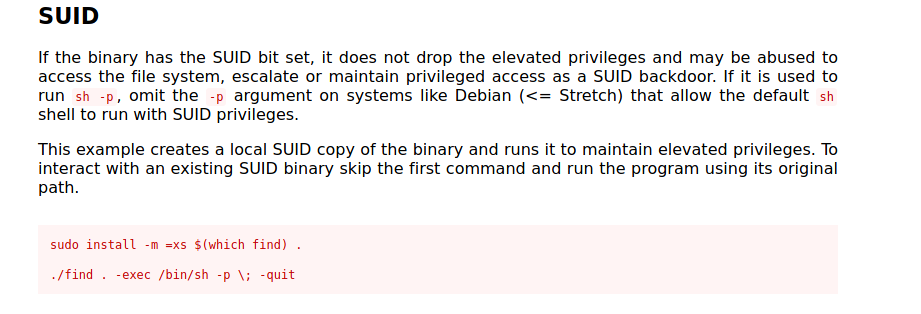 SUID
If the binary has the SUID bit set, it does not drop the elevated privileges and may be abused to
access the file system, escalate or maintain privileged access as a SUID backdoor. If it is used to
run sh -p, omit the -p argument on systems like Debian (<= Stretch) that allow the default sh
shell to run with SUID privileges.
This example creates a local SUID copy of the binary and runs it to maintain elevated privileges. To
interact with an existing SUID binary skip the first command and run the program using its original
path.
sudo install -m =xs $(which find) .
./find . -exec /bin/sh -p \; -quit